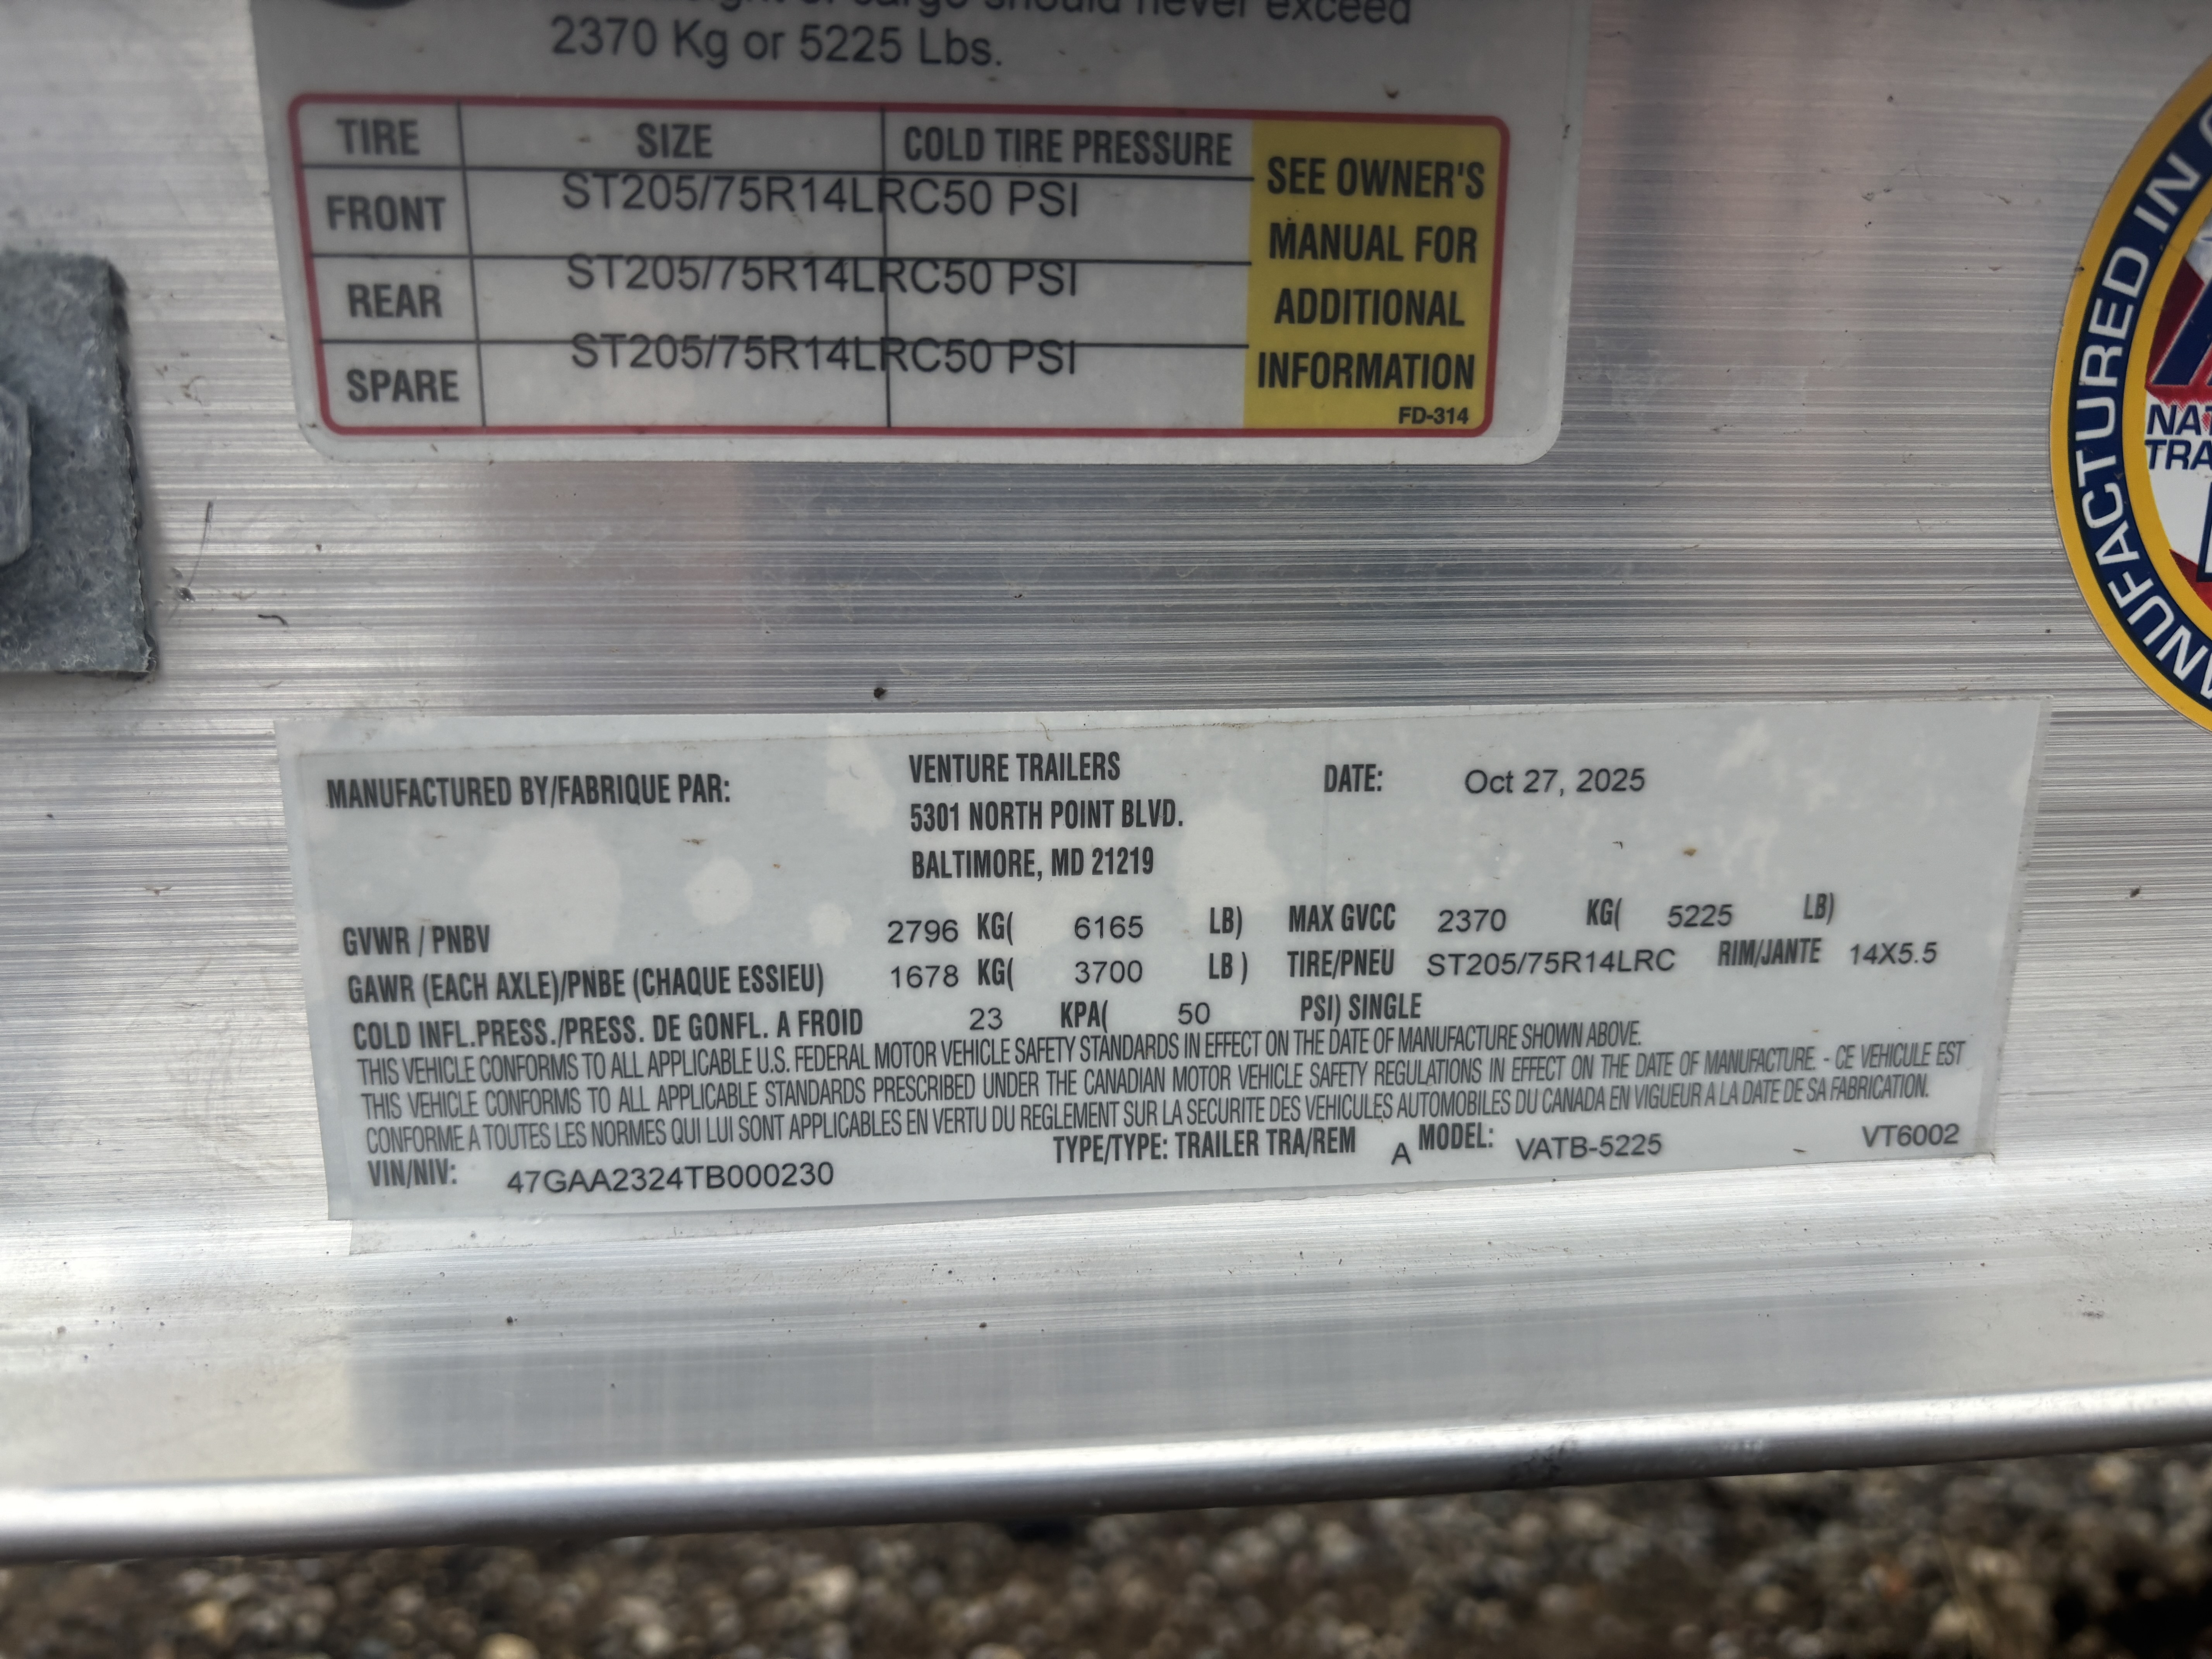 cargo should never exceed
2370 Kg or 5225 Lbs.
TIRE SIZE COLD TIRE PRESSURE
FRONT ST205/75R14LRC50 PSI
REAR ST205/75R14LRC50 PSI
SPARE ST205/75R14LRC50 PSI
SEE OWNER'S
MANUAL FOR
ADDITIONAL
INFORMATION
FD-314
MANUFACTURED IN
NAT
TRA
MANUFACTURED BY/FABRIQUE PAR: VENTURE TRAILERS DATE: Oct 27, 2025
5301 NORTH POINT BLVD.
BALTIMORE, MD 21219
GVWR / PNBV 2796 KG( 6165 LB) MAX GVCC 2370 KG( 5225 LB)
GAWR (EACH AXLE)/PNBE (CHAQUE ESSIEU) 1678 KG( 3700 LB) TIRE/PNEU ST205/75R14LRC RIM/JANTE 14X5.5
COLD INFL.PRESS./PRESS. DE GONFL. A FROID 23 KPA( 50 PSI) SINGLE
THIS VEHICLE CONFORMS TO ALL APPLICABLE U.S. FEDERAL MOTOR VEHICLE SAFETY STANDARDS IN EFFECT ON THE DATE OF MANUFACTURE SHOWN ABOVE.
THIS VEHICLE CONFORMS TO ALL APPLICABLE STANDARDS PRESCRIBED UNDER THE CANADIAN MOTOR VEHICLE SAFETY REGULATIONS IN EFFECT ON THE DATE OF MANUFACTURE. - CE VEHICULE EST
CONFORME A TOUTES LES NORMES QUI LUI SONT APPLICABLES EN VERTU DU REGLEMENT SUR LA SECURITE DES VEHICULES AUTOMOBILES DU CANADA EN VIGUEUR A LA DATE DE SA FABRICATION.
VIN/NIV: 47GAA2324TB000230 TYPE/TYPE: TRAILER TRA/REM A MODEL: VATB-5225 VT6002